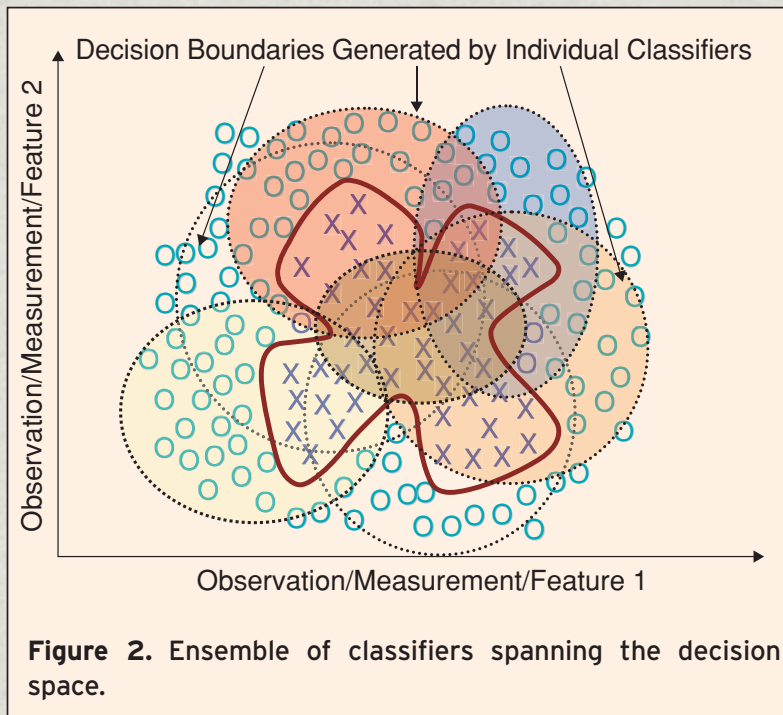 Decision Boundaries Generated by Individual Classifiers
Observation/Measurement/Feature 2
Observation/Measurement/Feature 1
Figure 2. Ensemble of classifiers spanning the decision
space.